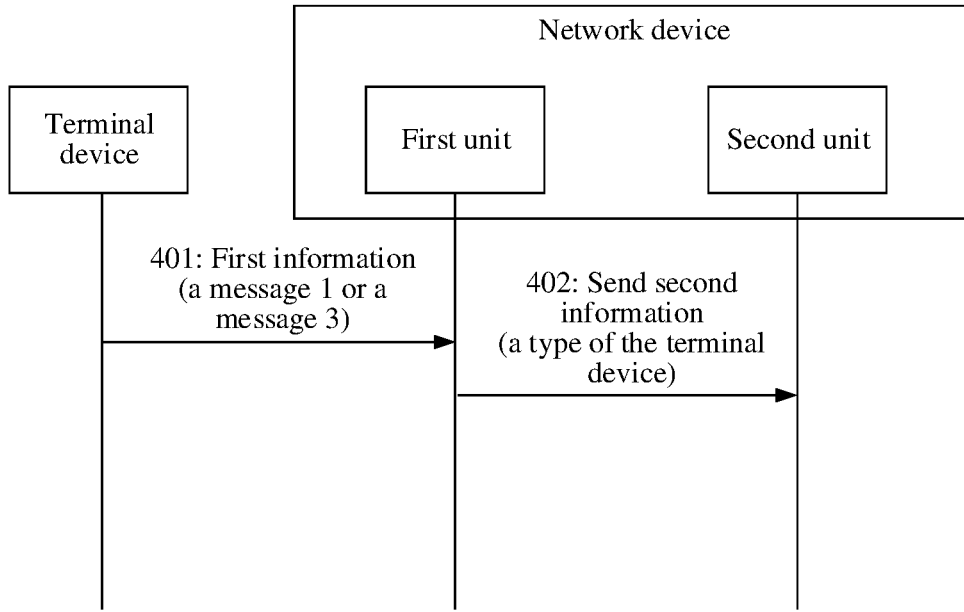 Network device
Terminal
device
First unit
Second unit
401: First information
(a message 1 or a
message 3)
402: Send second
information
(a type of the terminal
device)